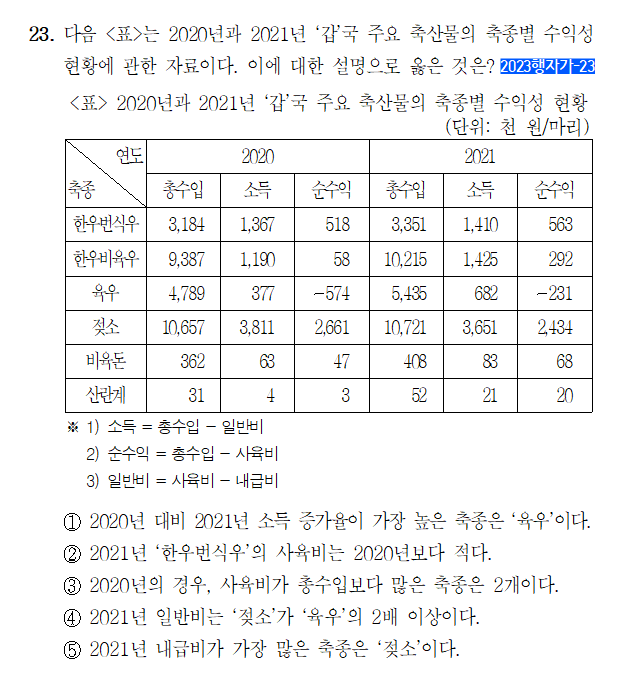 23. 다음 <표>는 2020년과 2021년 ‘갑’국 주요 축산물의 축종별 수익성
현황에 관한 자료이다. 이에 대한 설명으로 옳은 것은? 2023행자가-23
<표> 2020년과 2021년 ‘갑’국 주요 축산물의 축종별 수익성 현황
(단위: 천 원/마리)
연도 2020 2021
축종 총수입 소득 순수익 총수입 소득 순수익
한우번식우 3,184 1,367 518 3,351 1,410 563
한우비육우 9,387 1,190 58 10,215 1,425 292
육우 4,789 377 −574 5,435 682 −231
젖소 10,657 3,811 2,661 10,721 3,651 2,434
비육돈 362 63 47 408 83 68
산란계 31 4 3 52 21 20
※ 1) 소득 = 총수입 − 일반비
2) 순수익 = 총수입 − 사육비
3) 일반비 = 사육비 − 내급비
① 2020년 대비 2021년 소득 증가율이 가장 높은 축종은 ‘육우’이다.
② 2021년 ‘한우번식우’의 사육비는 2020년보다 적다.
③ 2020년의 경우, 사육비가 총수입보다 많은 축종은 2개이다.
④ 2021년 일반비는 ‘젖소’가 ‘육우’의 2배 이상이다.
⑤ 2021년 내급비가 가장 많은 축종은 ‘젖소’이다.